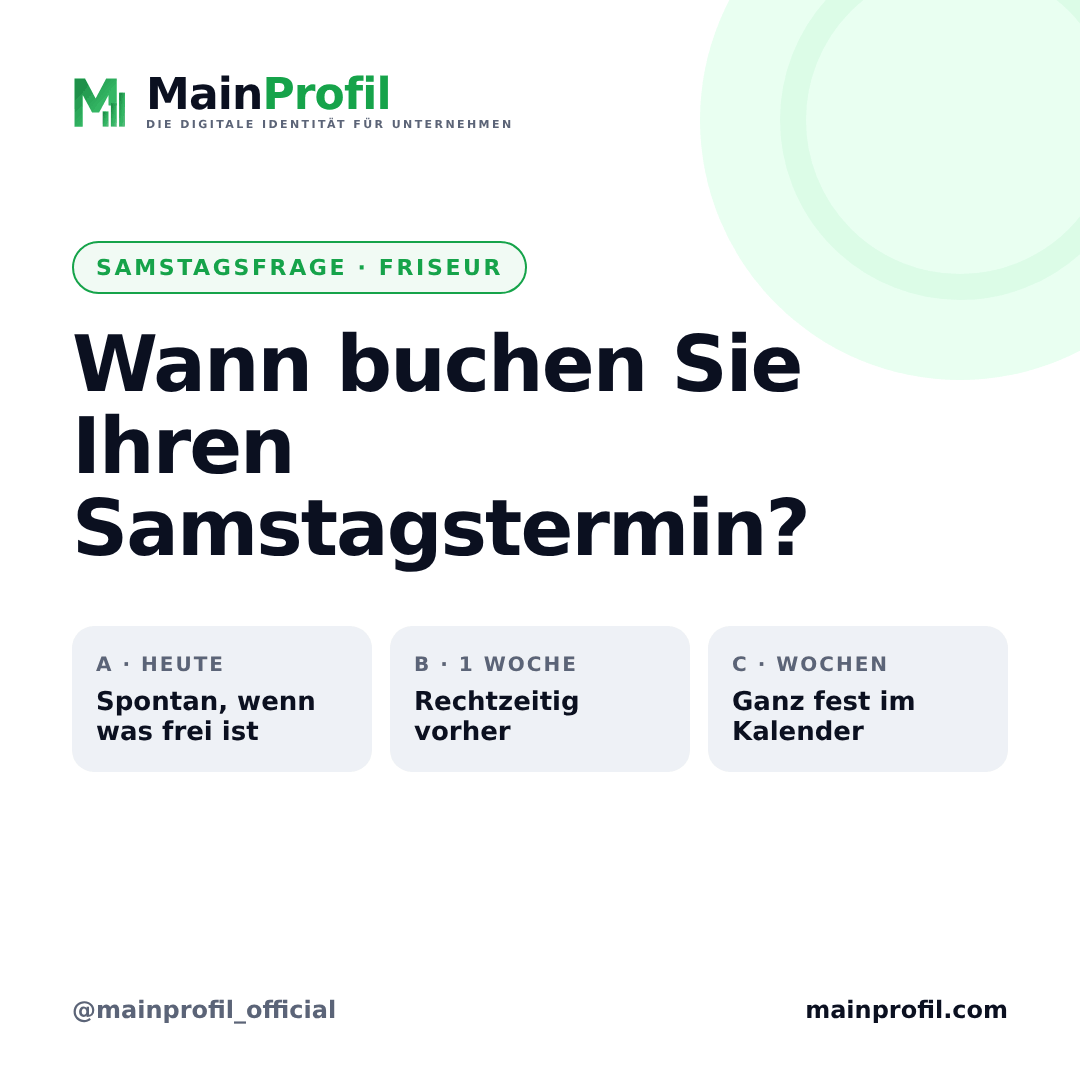 MainProfil
DIE DIGITALE IDENTITÄT FÜR UNTERNEHMEN
SAMSTAGSFRAGE · FRISEUR
Wann buchen Sie
Ihren
Samstagstermin?
A · HEUTE
Spontan, wenn
was frei ist
B · 1 WOCHE
Rechtzeitig
vorher
C · WOCHEN
Ganz fest im
Kalender
@mainprofil_official
mainprofil.com